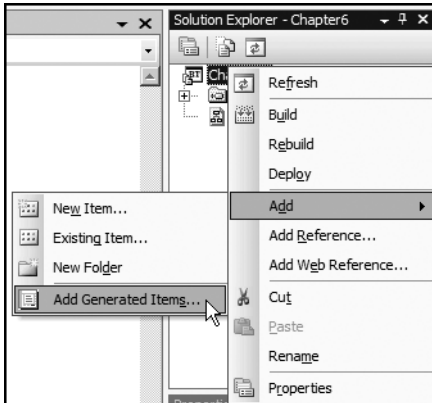 Solution Explorer - Chapter6
Ch
Refresh
Build
Rebuild
Deploy
Add
New Item...
Existing Item...
New Folder
Add Generated Items...
Add Reference...
Add Web Reference...
Cut
Paste
Rename
Properties